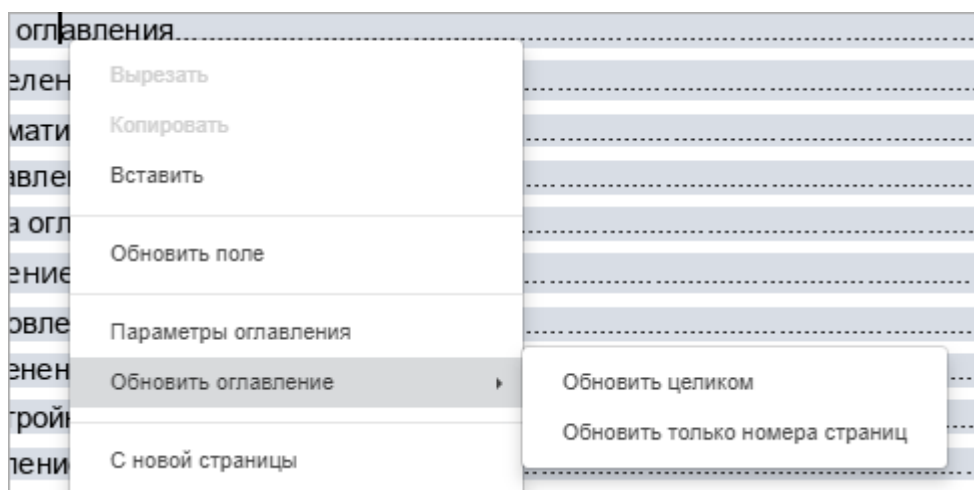 оглавления
Вырезать
Копировать
Вставить
Обновить поле
Параметры оглавления
Обновить оглавление
Обновить целиком
Обновить только номера страниц
С новой страницы